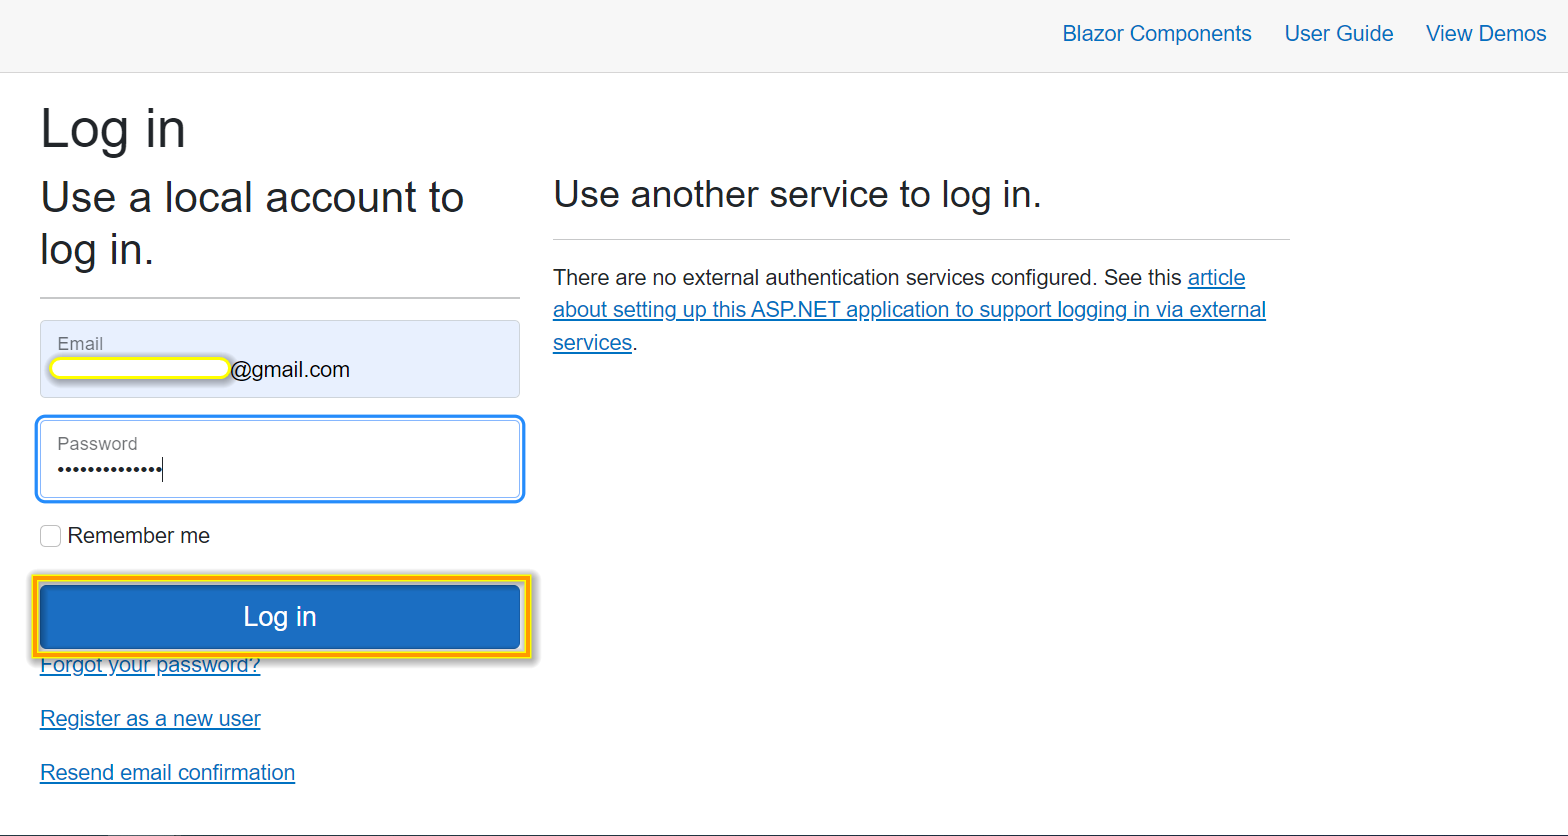 Blazor Components User Guide View Demos
Log in
Use a local account to
log in.
Email
@gmail.com
Password
••••••••••••••
Remember me
Log in
Forgot your password?
Register as a new user
Resend email confirmation
Use another service to log in.
There are no external authentication services configured. See this article
about setting up this ASP.NET application to support logging in via external
services.